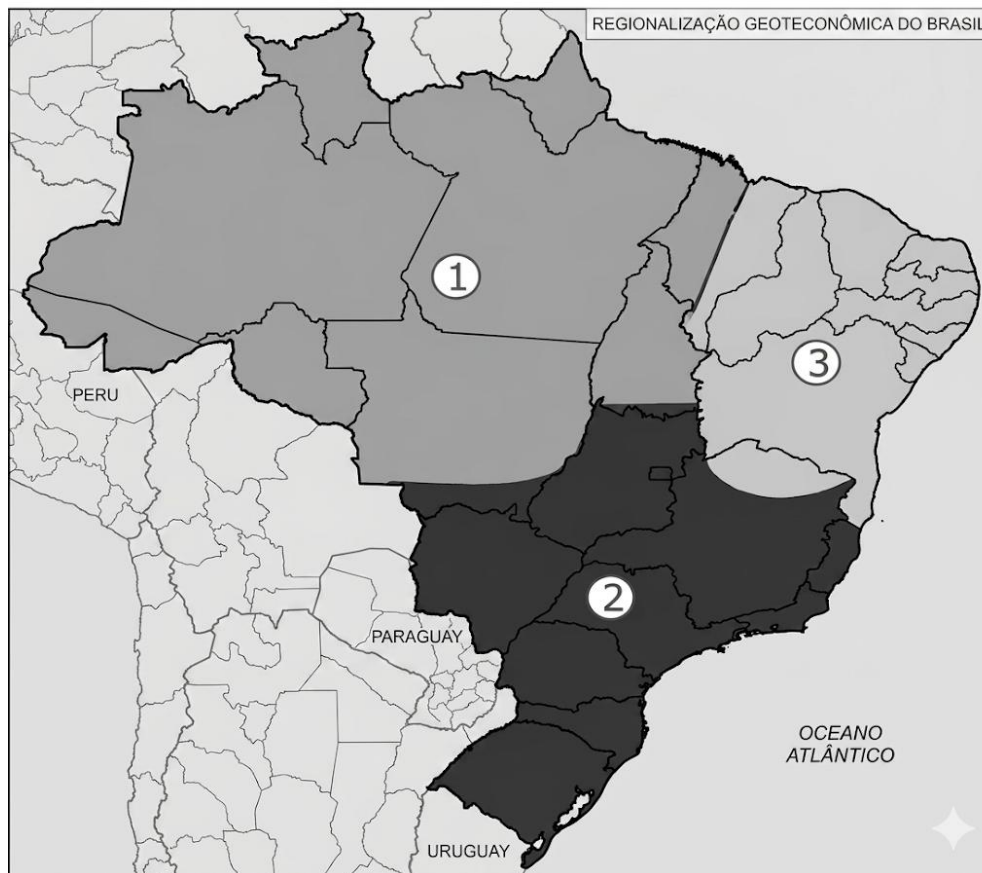 REGIONALIZAÇÃO GEOTECONÔMICA DO BRASIL
1
3
PERU
2
PARAGUAY
OCEANO
ATLÂNTICO
URUGUAY